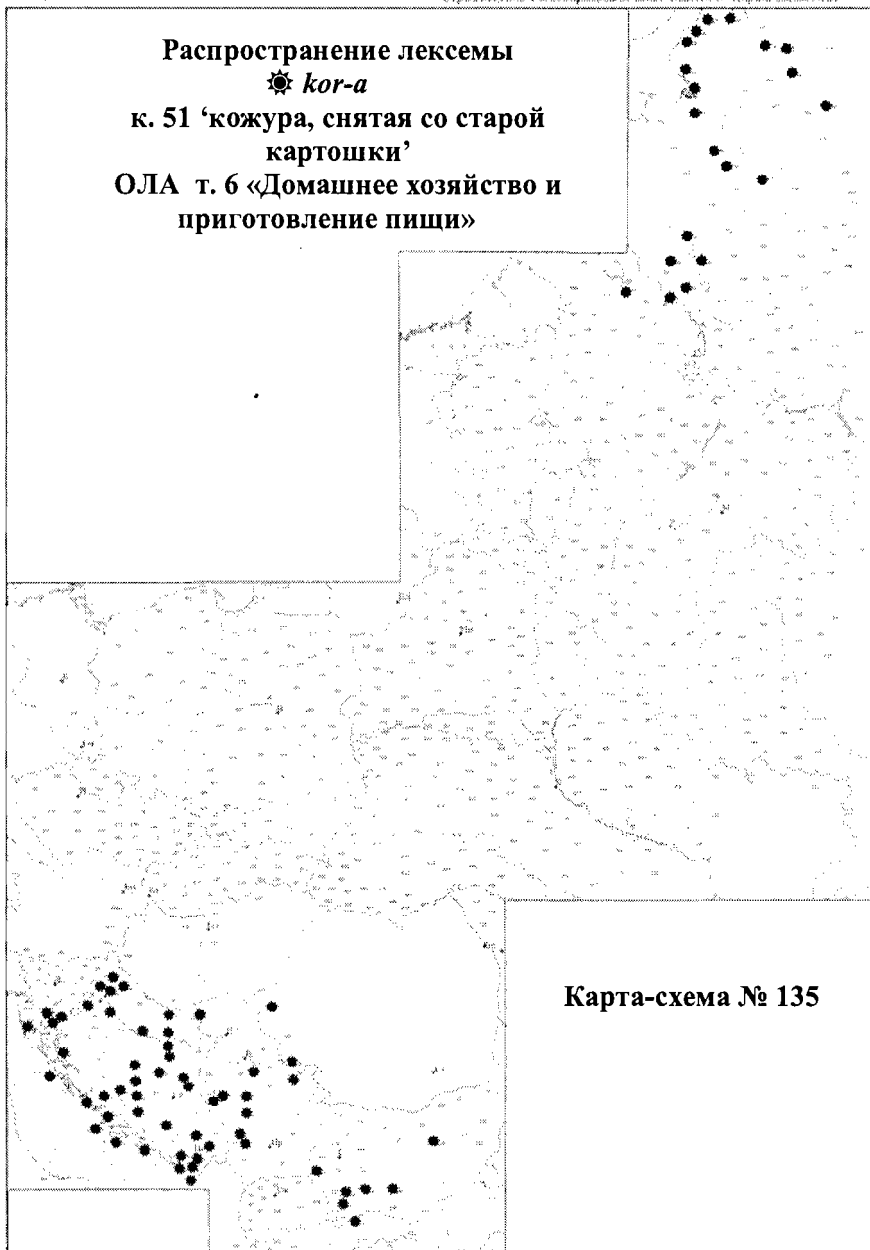 Распространение лексемы
kor-a
к. 51 ‘кожура, снятая со старой
картошки’
ОЛА т. 6 «Домашнее хозяйство и
приготовление пищи»
Карта-схема № 135